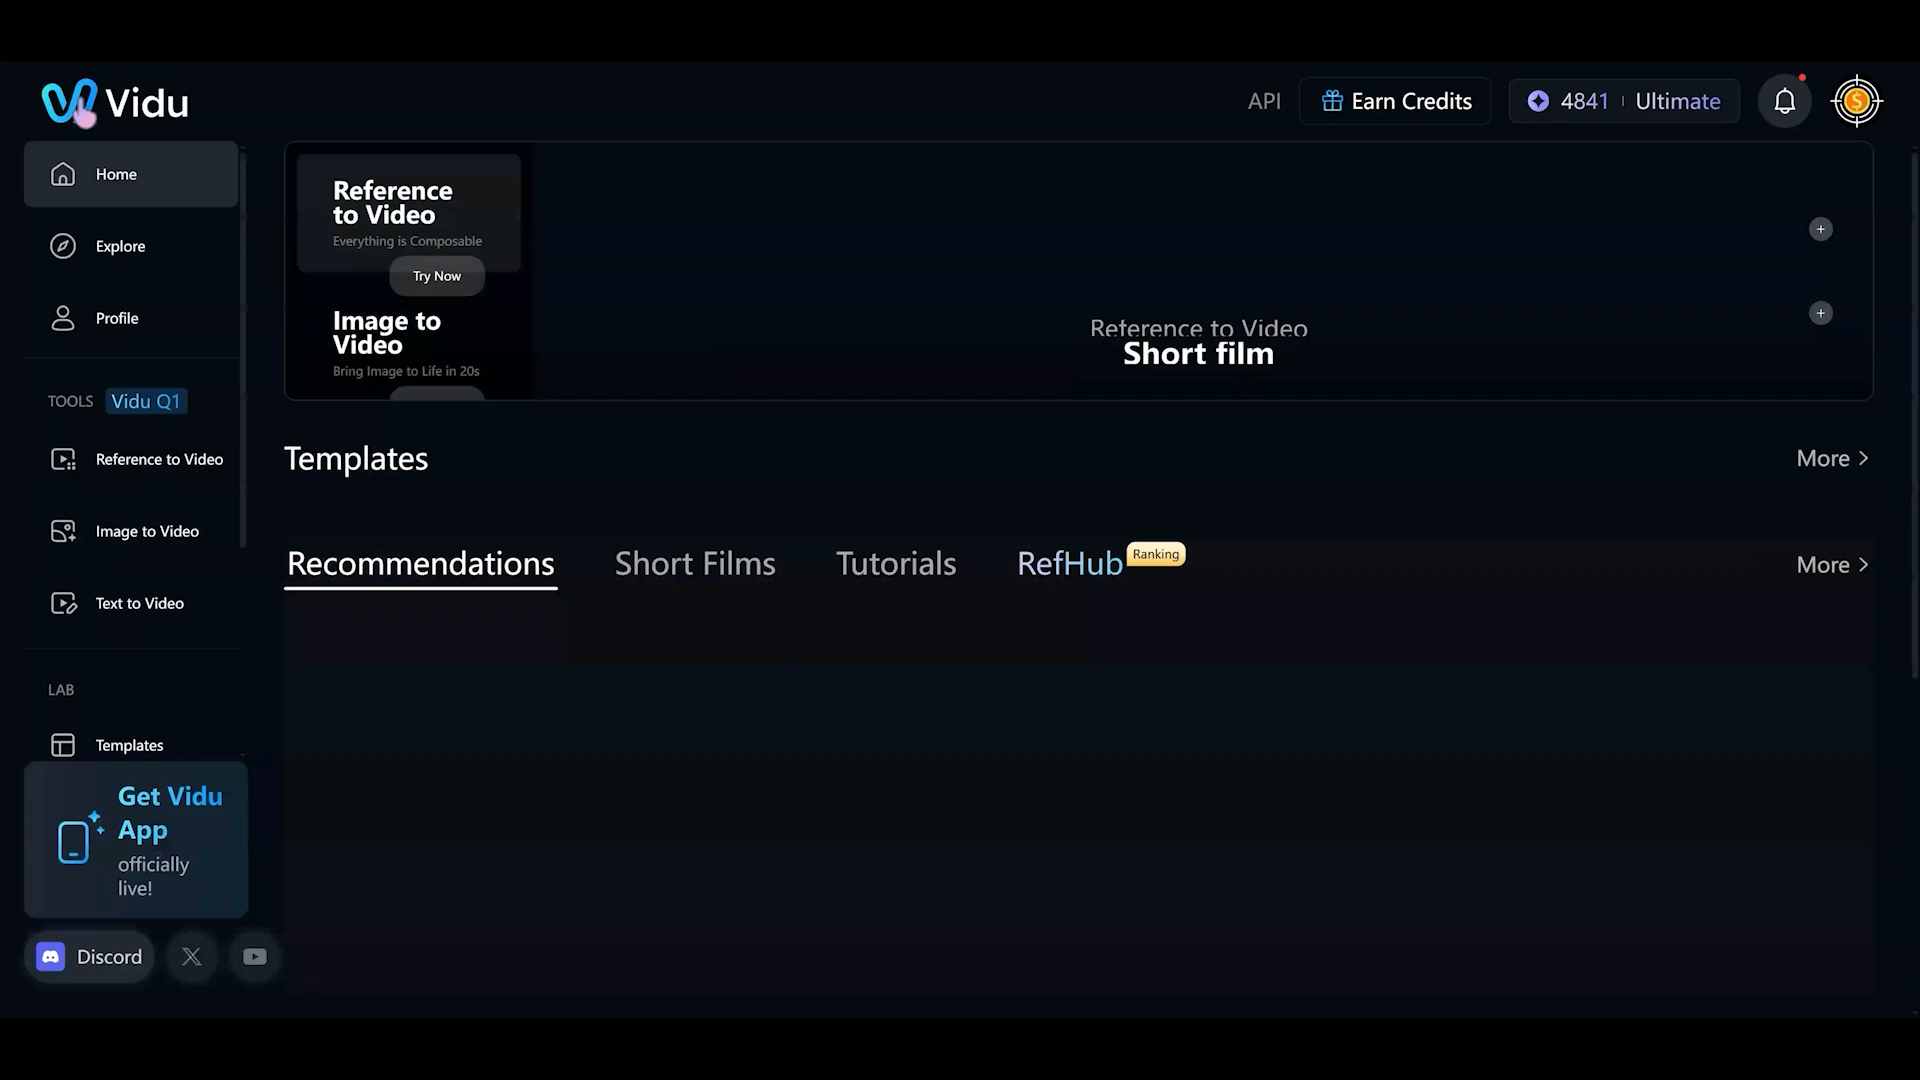 Vidu
API
Earn Credits
4841
Ultimate
Home
Explore
Profile
TOOLS
Vidu Q1
Reference to Video
Image to Video
Text to Video
LAB
Templates
Get Vidu
App
officially
live!
Discord
Reference
to Video
Everything is Composable
Try Now
Image to
Video
Bring Image to Life in 20s
Reference to Video
Short film
Templates
More
Recommendations
Short Films
Tutorials
RefHub
Ranking
More